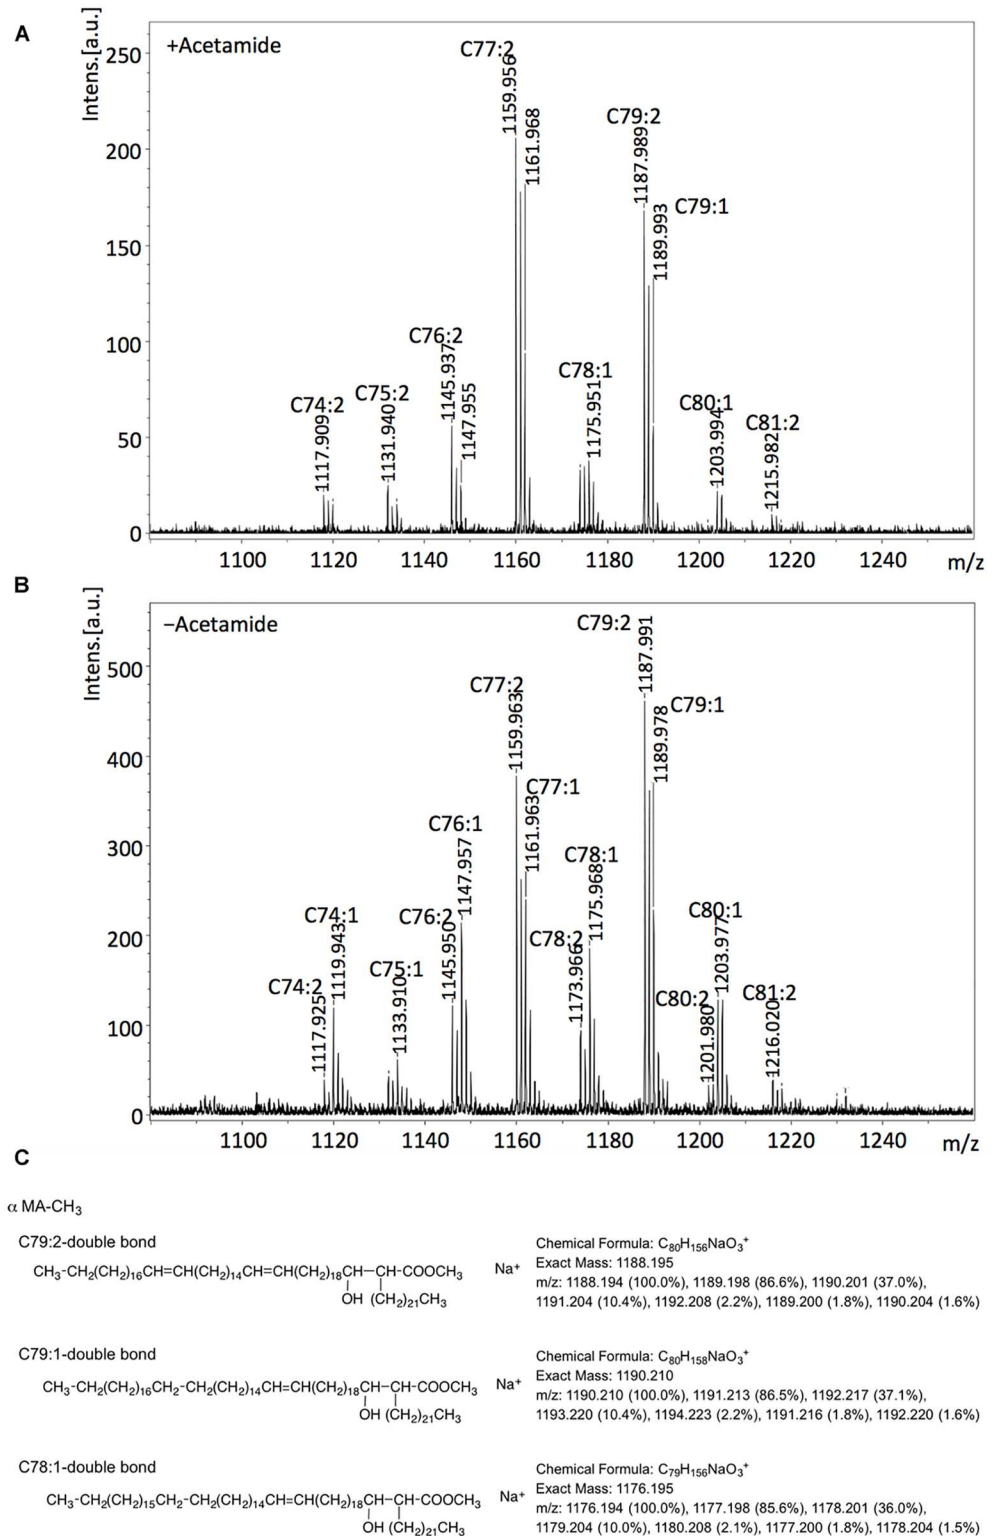 A
Intens.[a.u.]
+Acetamide
250
200
150
100
50
0
C74:2
1117.909
C75:2
1131.940
C76:2
1145.937
1147.955
C77:2
1159.956
1161.968
C78:1
1175.951
C79:2
1187.989
C79:1
1189.993
C80:1
1203.994
C81:2
1215.982
1100 1120 1140 1160 1180 1200 1220 1240 m/z
B
Intens.[a.u.]
−Acetamide
500
400
300
200
100
0
C74:2
1117.925
C74:1
1119.943
C75:1
1133.910
C76:2
1145.950
C76:1
1147.957
C77:2
1159.963
C77:1
1161.963
C78:2
1173.966
C78:1
1175.968
C79:2
1187.991
C79:1
1189.978
C80:2
1201.980
C80:1
1203.977
C81:2
1216.020
1100 1120 1140 1160 1180 1200 1220 1240 m/z
C
α MA-CH₃
C79:2-double bond
CH₃-CH₂(CH₂)₁₆CH=CH(CH₂)₁₄CH=CH(CH₂)₁₈CH-CH-COOCH₃ Na⁺
OH (CH₂)₂₁CH₃
Chemical Formula: C₈₀H₁₅₆NaO₃⁺
Exact Mass: 1188.195
m/z: 1188.194 (100.0%), 1189.198 (86.6%), 1190.201 (37.0%),
1191.204 (10.4%), 1192.208 (2.2%), 1189.200 (1.8%), 1190.204 (1.6%)
C79:1-double bond
CH₃-CH₂(CH₂)₁₆CH₂-CH₂(CH₂)₁₄CH=CH(CH₂)₁₈CH-CH-COOCH₃ Na⁺
OH (CH₂)₂₁CH₃
Chemical Formula: C₈₀H₁₅₈NaO₃⁺
Exact Mass: 1190.210
m/z: 1190.210 (100.0%), 1191.213 (86.5%), 1192.217 (37.1%),
1193.220 (10.4%), 1194.223 (2.2%), 1191.216 (1.8%), 1192.220 (1.6%)
C78:1-double bond
CH₃-CH₂(CH₂)₁₅CH₂-CH₂(CH₂)₁₄CH=CH(CH₂)₁₈CH-CH-COOCH₃ Na⁺
OH (CH₂)₂₁CH₃
Chemical Formula: C₇₉H₁₅₆NaO₃⁺
Exact Mass: 1176.195
m/z: 1176.194 (100.0%), 1177.198 (85.6%), 1178.201 (36.0%),
1179.204 (10.0%), 1180.208 (2.1%), 1177.200 (1.8%), 1178.204 (1.5%)